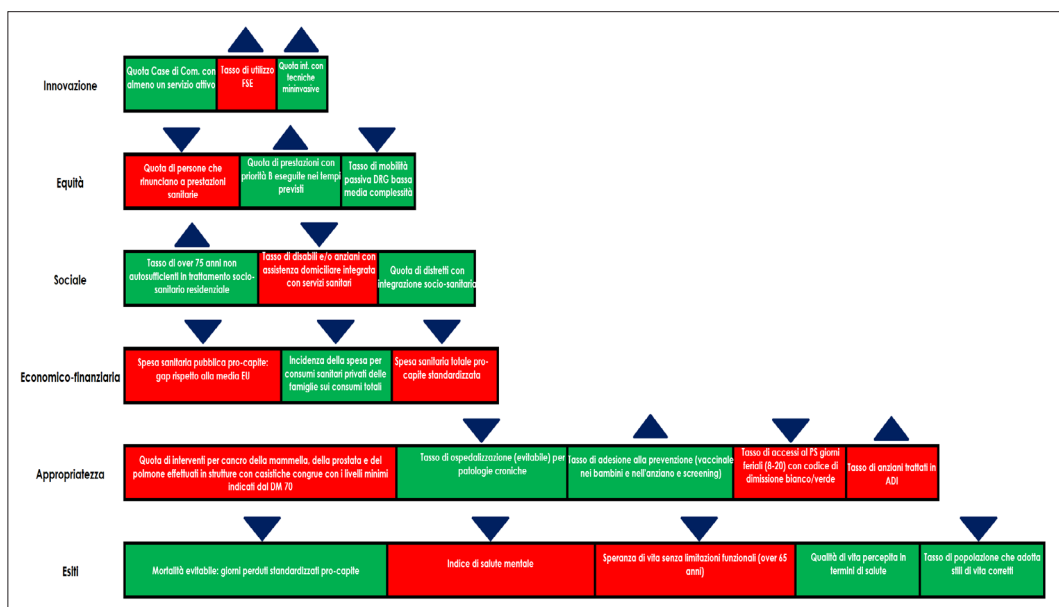 Innovazione
Quota Case di Com. con
almeno un servizio attivo
Tasso di utilizzo
FSE
Quota int. con
tecniche
mininvasive
Equità
Quota di persone che
rinunciano a prestazioni
sanitarie
Quota di prestazioni con
priorità B eseguite nei tempi
previsti
Tasso di mobilità
passiva DRG bassa
media complessità
Sociale
Tasso di over 75 anni non
autosufficienti in trattamento socio-
sanitario residenziale
Tasso di disabili e/o anziani con
assistenza domiciliare integrata
con servizi sanitari
Quota di distretti con
integrazione socio-sanitaria
Economico-finanziaria
Spesa sanitaria pubblica pro-capite:
gap rispetto alla media EU
Incidenza della spesa per
consumi sanitari privati delle
famiglie sui consumi totali
Spesa sanitaria totale pro-
capite standardizzata
Appropriatezza
Quota di interventi per cancro della mammella, della prostata e del
polmone effettuati in strutture con casistiche congrue con i livelli minimi
indicati dal DM 70
Tasso di ospedalizzazione (evitabile) per
patologie croniche
Tasso di adesione alla prevenzione (vaccinale
nei bambini e nell'anziano e screening)
Tasso di accessi al PS giorni
feriali (8-20) con codice di
dimissione bianco/verde
Tasso di anziani trattati in
ADI
Esiti
Mortalità evitabile: giorni perduti standardizzati pro-capite
Indice di salute mentale
Speranza di vita senza limitazioni funzionali (over 65
anni)
Qualità di vita percepita in
termini di salute
Tasso di popolazione che adotta
stili di vita corretti